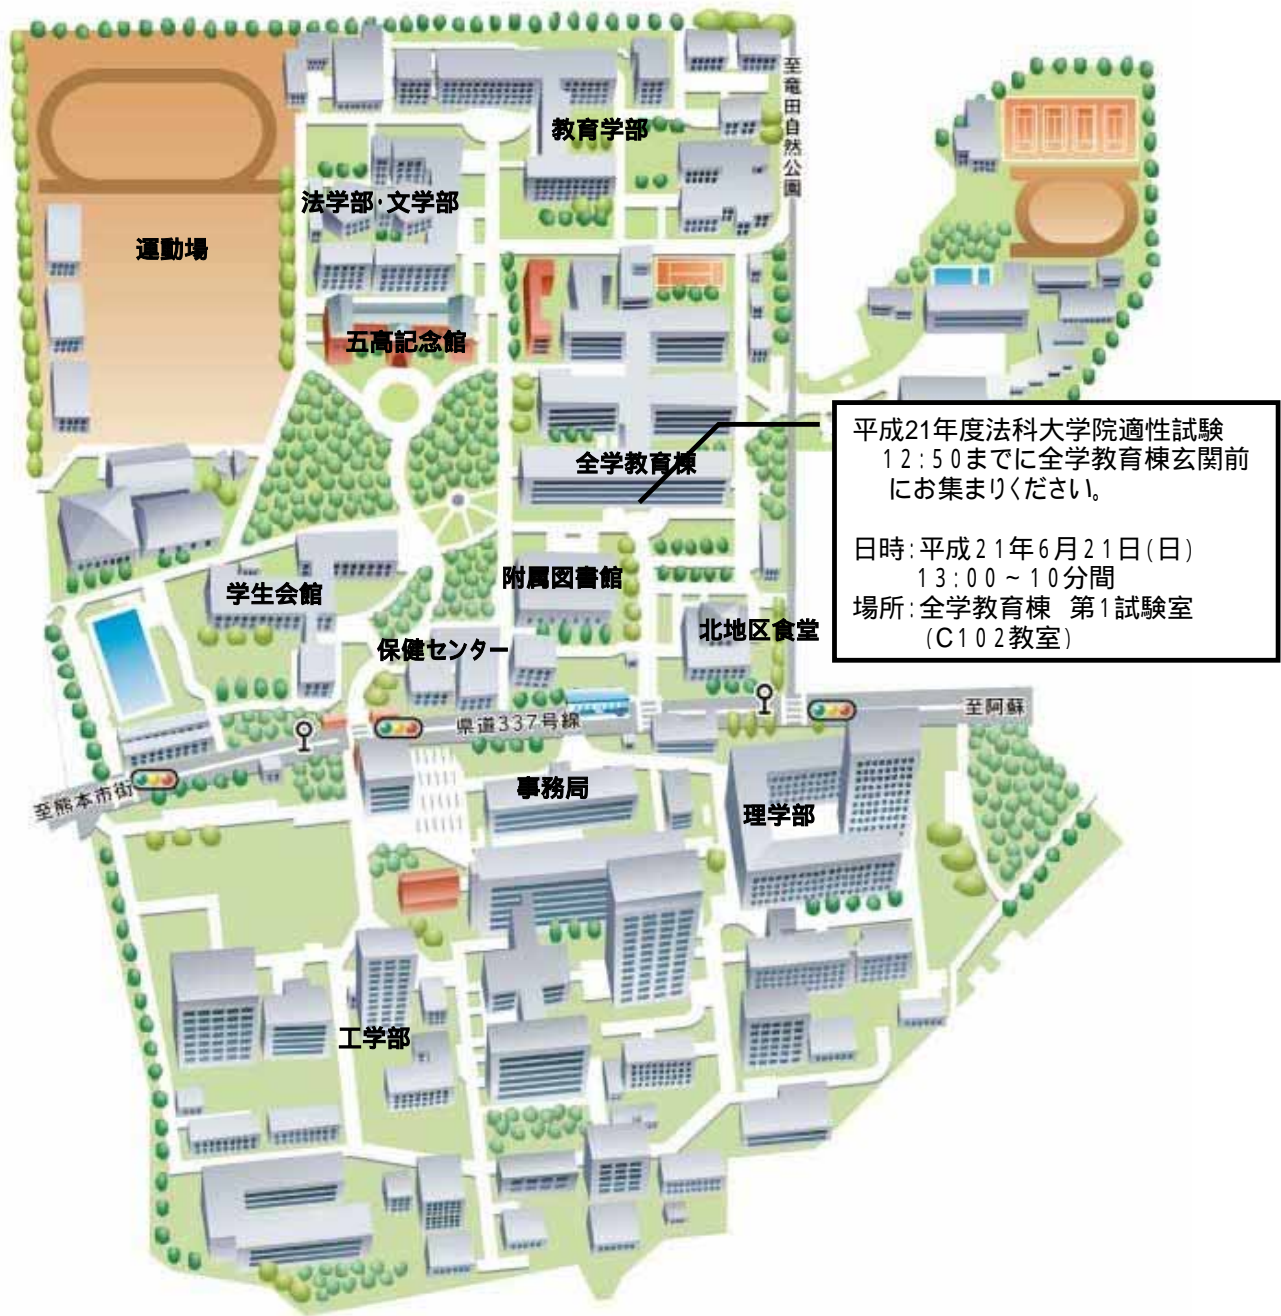 至竜田自然公園
教育学部
法学部・文学部
運動場
五高記念館
平成21年度法科大学院適性試験
12:50までに全学教育棟玄関前
にお集まりください。
日時:平成21年6月21日(日)
13:00～10分間
場所:全学教育棟 第1試験室
(C102教室)
全学教育棟
附属図書館
学生会館
北地区食堂
保健センター
至阿蘇
県道337号線
至熊本市街
事務局
理学部
工学部